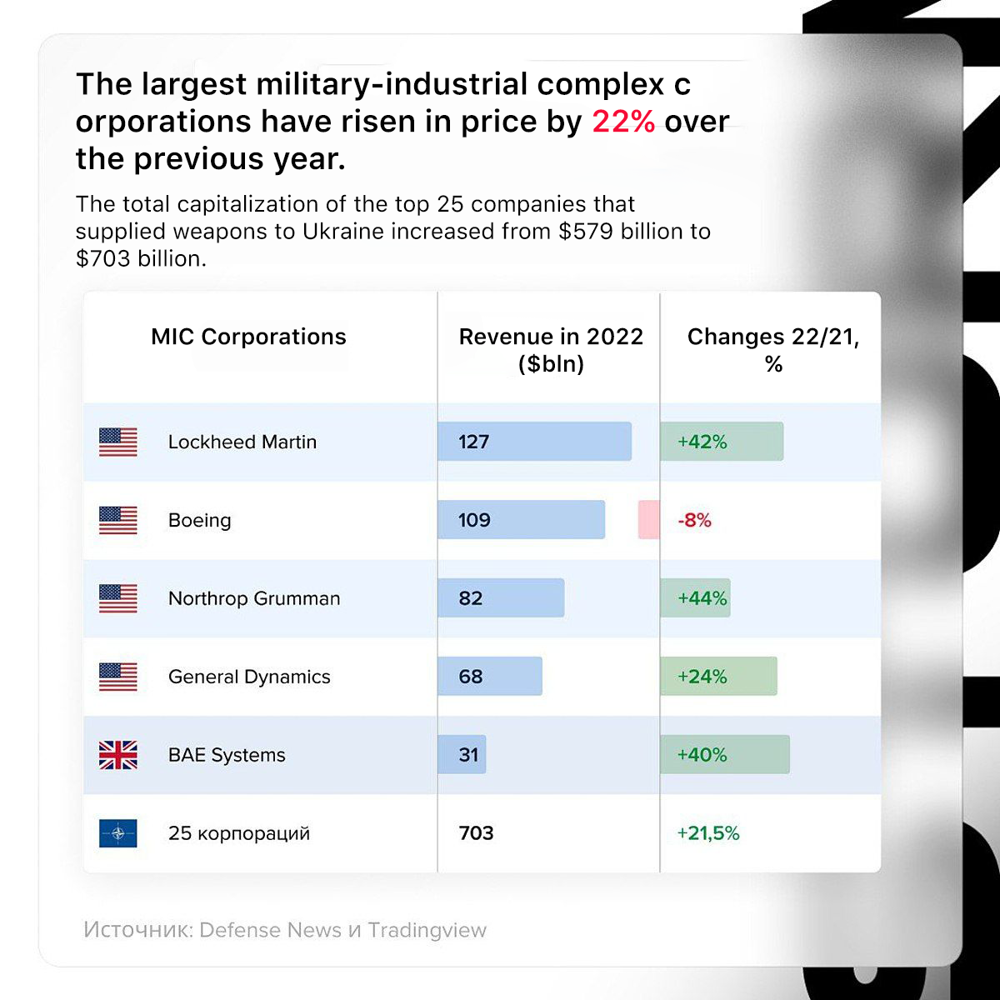 The largest military-industrial complex c
orporations have risen in price by 22% over
the previous year.
The total capitalization of the top 25 companies that
supplied weapons to Ukraine increased from $579 billion to
$703 billion.
MIC Corporations
Revenue in 2022
($bln)
Changes 22/21,
%
Lockheed Martin 127 +42%
Boeing 109 -8%
Northrop Grumman 82 +44%
General Dynamics 68 +24%
BAE Systems 31 +40%
25 корпораций 703 +21,5%
Источник: Defense News и Tradingview